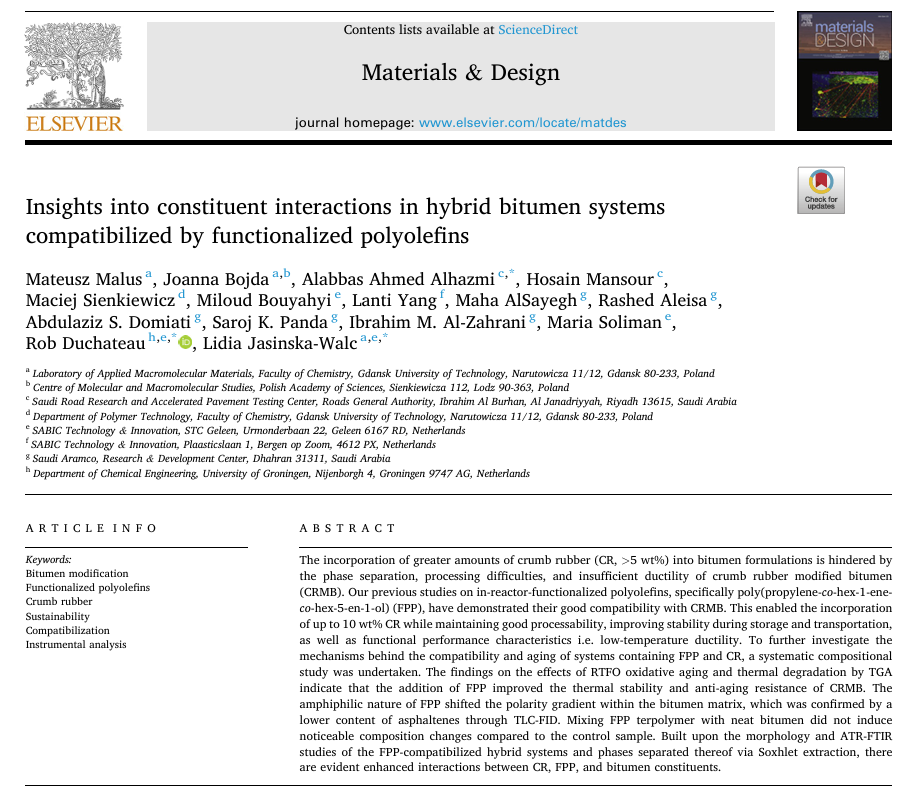 Contents lists available at ScienceDirect
Materials & Design
journal homepage: www.elsevier.com/locate/matdes
ELSEVIER
materials
DESIGN
Check for
updates
Insights into constituent interactions in hybrid bitumen systems
compatibilized by functionalized polyolefins
Mateusz Malus a, Joanna Bojda a,b, Alabbas Ahmed Alhazmi c,*, Hosain Mansour c,
Maciej Sienkiewicz d, Miloud Bouyahyi e, Lanti Yang f, Maha AlSayegh g, Rashed Aleisa g,
Abdulaziz S. Domiati g, Saroj K. Panda g, Ibrahim M. Al-Zahrani g, Maria Soliman e,
Rob Duchateau h,e,* iD, Lidia Jasinska-Walc a,e,*
a Laboratory of Applied Macromolecular Materials, Faculty of Chemistry, Gdansk University of Technology, Narutowicza 11/12, Gdansk 80-233, Poland
b Centre of Molecular and Macromolecular Studies, Polish Academy of Sciences, Sienkiewicza 112, Lodz 90-363, Poland
c Saudi Road Research and Accelerated Pavement Testing Center, Roads General Authority, Ibrahim Al Burhan, Al Janadriyyah, Riyadh 13615, Saudi Arabia
d Department of Polymer Technology, Faculty of Chemistry, Gdansk University of Technology, Narutowicza 11/12, Gdansk 80-233, Poland
e SABIC Technology & Innovation, STC Geleen, Urmonderbaan 22, Geleen 6167 RD, Netherlands
f SABIC Technology & Innovation, Plaasticslaan 1, Bergen op Zoom, 4612 PX, Netherlands
g Saudi Aramco, Research & Development Center, Dhahran 31311, Saudi Arabia
h Department of Chemical Engineering, University of Groningen, Nijenborgh 4, Groningen 9747 AG, Netherlands
ARTICLE INFO
Keywords:
Bitumen modification
Functionalized polyolefins
Crumb rubber
Sustainability
Compatibilization
Instrumental analysis
ABSTRACT
The incorporation of greater amounts of crumb rubber (CR, >5 wt%) into bitumen formulations is hindered by
the phase separation, processing difficulties, and insufficient ductility of crumb rubber modified bitumen
(CRMB). Our previous studies on in-reactor-functionalized polyolefins, specifically poly(propylene-co-hex-1-ene-
co-hex-5-en-1-ol) (FPP), have demonstrated their good compatibility with CRMB. This enabled the incorporation
of up to 10 wt% CR while maintaining good processability, improving stability during storage and transportation,
as well as functional performance characteristics i.e. low-temperature ductility. To further investigate the
mechanisms behind the compatibility and aging of systems containing FPP and CR, a systematic compositional
study was undertaken. The findings on the effects of RTFO oxidative aging and thermal degradation by TGA
indicate that the addition of FPP improved the thermal stability and anti-aging resistance of CRMB. The
amphiphilic nature of FPP shifted the polarity gradient within the bitumen matrix, which was confirmed by a
lower content of asphaltenes through TLC-FID. Mixing FPP terpolymer with neat bitumen did not induce
noticeable composition changes compared to the control sample. Built upon the morphology and ATR-FTIR
studies of the FPP-compatibilized hybrid systems and phases separated thereof via Soxhlet extraction, there
are evident enhanced interactions between CR, FPP, and bitumen constituents.